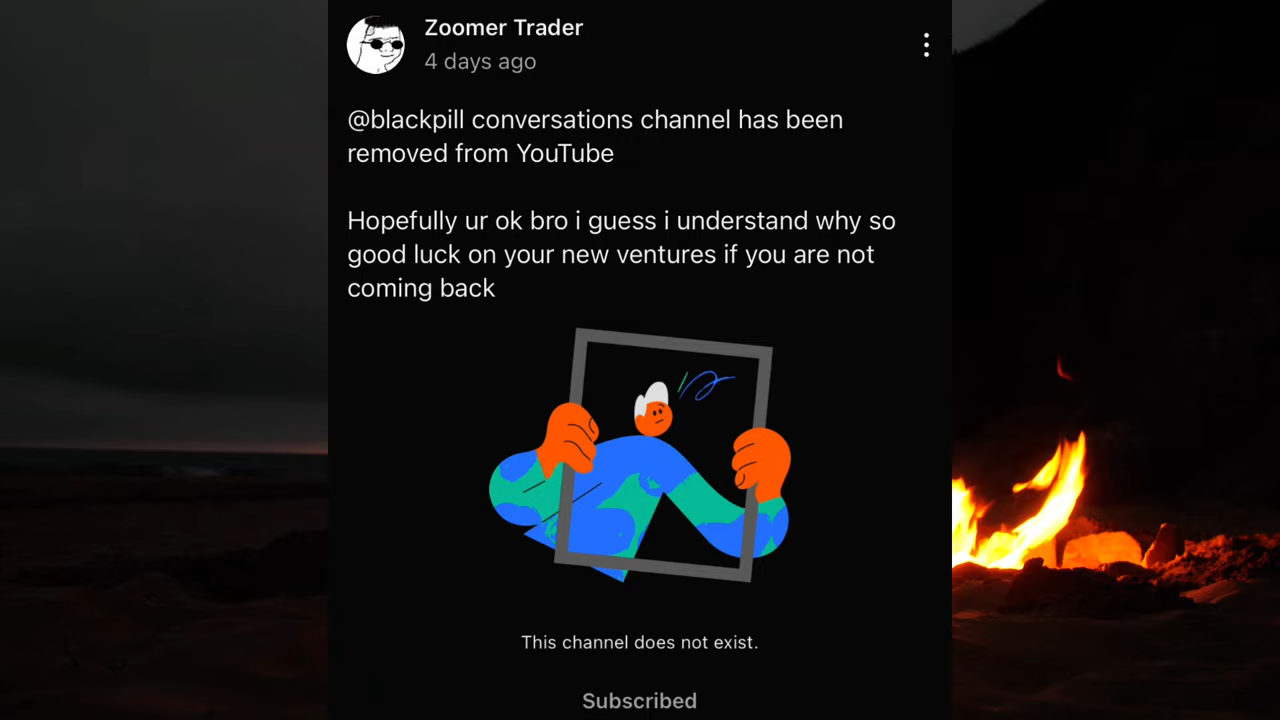 Zoomer Trader
4 days ago
@blackpill conversations channel has been
removed from YouTube
Hopefully ur ok bro i guess i understand why so
good luck on your new ventures if you are not
coming back
This channel does not exist.
Subscribed